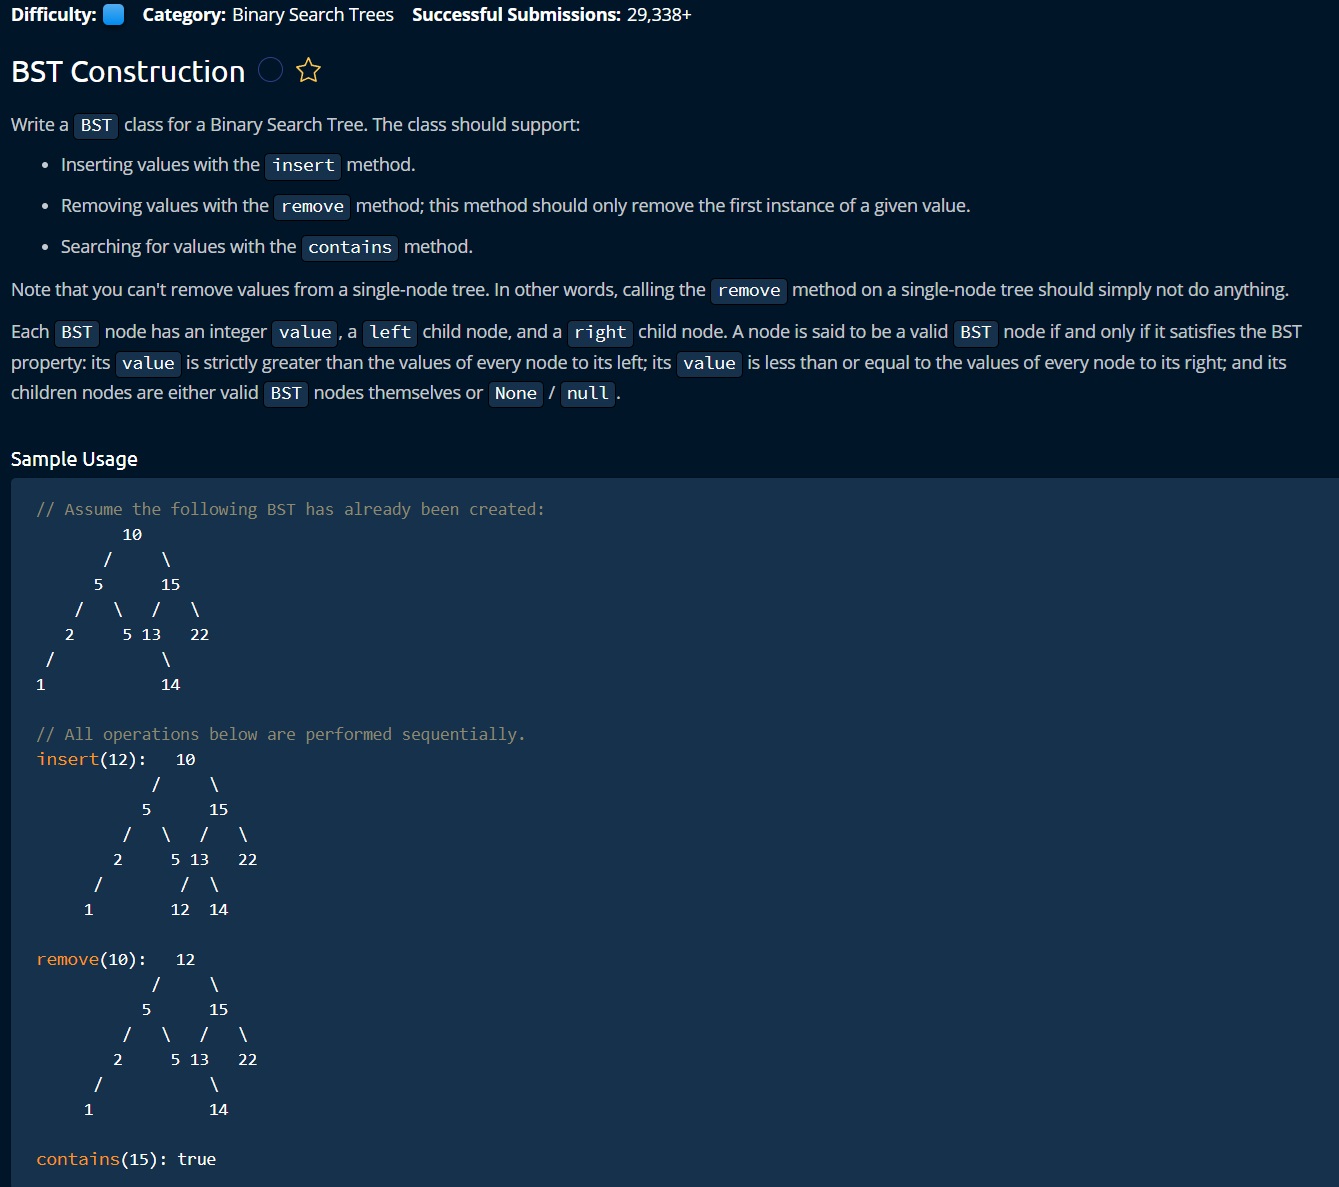 Difficulty: Category: Binary Search Trees Successful Submissions: 29,338+
BST Construction
Write a BST class for a Binary Search Tree. The class should support:
• Inserting values with the insert method.
• Removing values with the remove method; this method should only remove the first instance of a given value.
• Searching for values with the contains method.
Note that you can't remove values from a single-node tree. In other words, calling the remove method on a single-node tree should simply not do anything.
Each BST node has an integer value, a left child node, and a right child node. A node is said to be a valid BST node if and only if it satisfies the BST
property: its value is strictly greater than the values of every node to its left; its value is less than or equal to the values of every node to its right; and its
children nodes are either valid BST nodes themselves or None / null.
Sample Usage
// Assume the following BST has already been created:
         10
       /     \
      5      15
    /   \   /   \
   2     5 13   22
 /           \
1            14
// All operations below are performed sequentially.
insert(12):   10
            /     \
           5      15
         /   \   /   \
        2     5 13   22
      /        /  \
     1        12  14
remove(10):   12
            /     \
           5      15
         /   \   /   \
        2     5 13   22
      /           \
     1            14
contains(15): true